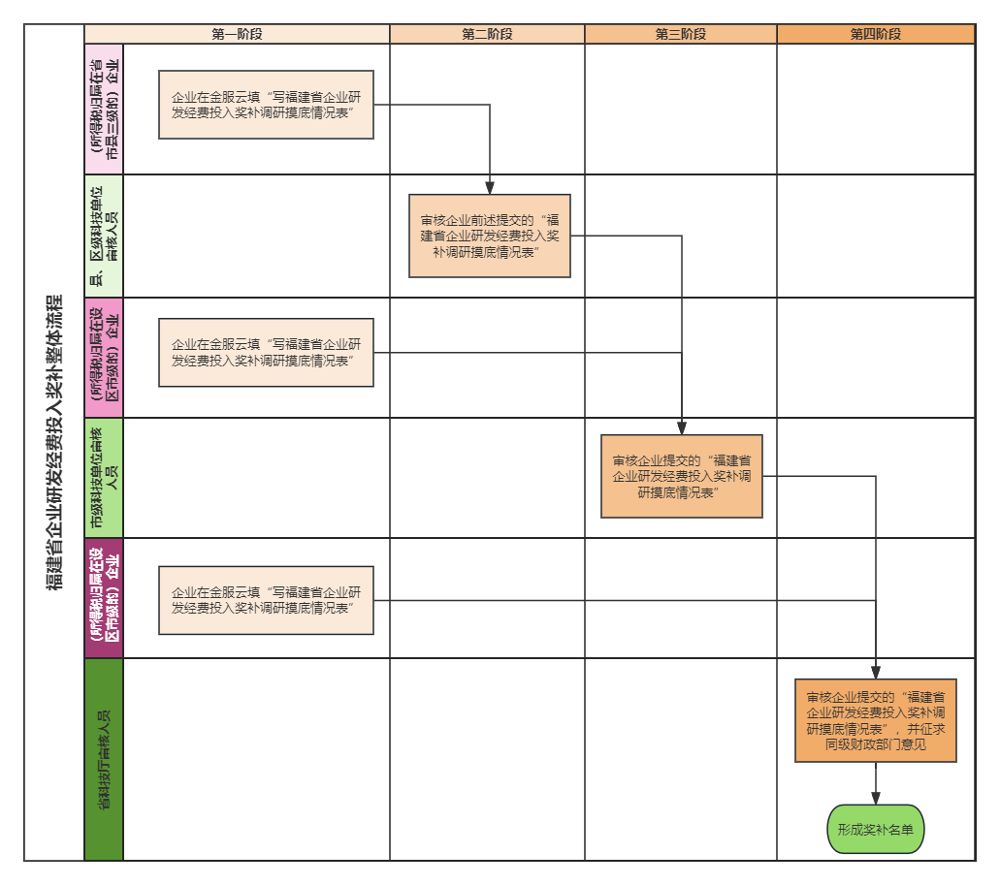 福建省企业研发经费投入奖补整体流程
第一阶段
第二阶段
第三阶段
第四阶段
（所得税归属在省
市县三级的）企业
企业在金服云填“写福建省企业研
发经费投入奖补调研摸底情况表”
县、区级科技单位
审核人员
审核企业前述提交的“福
建省企业研发经费投入奖
补调研摸底情况表”
（所得税归属在设
区市级的）企业
企业在金服云填“写福建省企业研
发经费投入奖补调研摸底情况表”
市级科技单位审核
人员
审核企业提交的“福建省
企业研发经费投入奖补调
研摸底情况表”
（所得税归属在设
区市级的）企业
企业在金服云填“写福建省企业研
发经费投入奖补调研摸底情况表”
省科技厅审核人员
审核企业提交的“福建省
企业研发经费投入奖补调
研摸底情况表”，并征求
同级财政部门意见
形成奖补名单